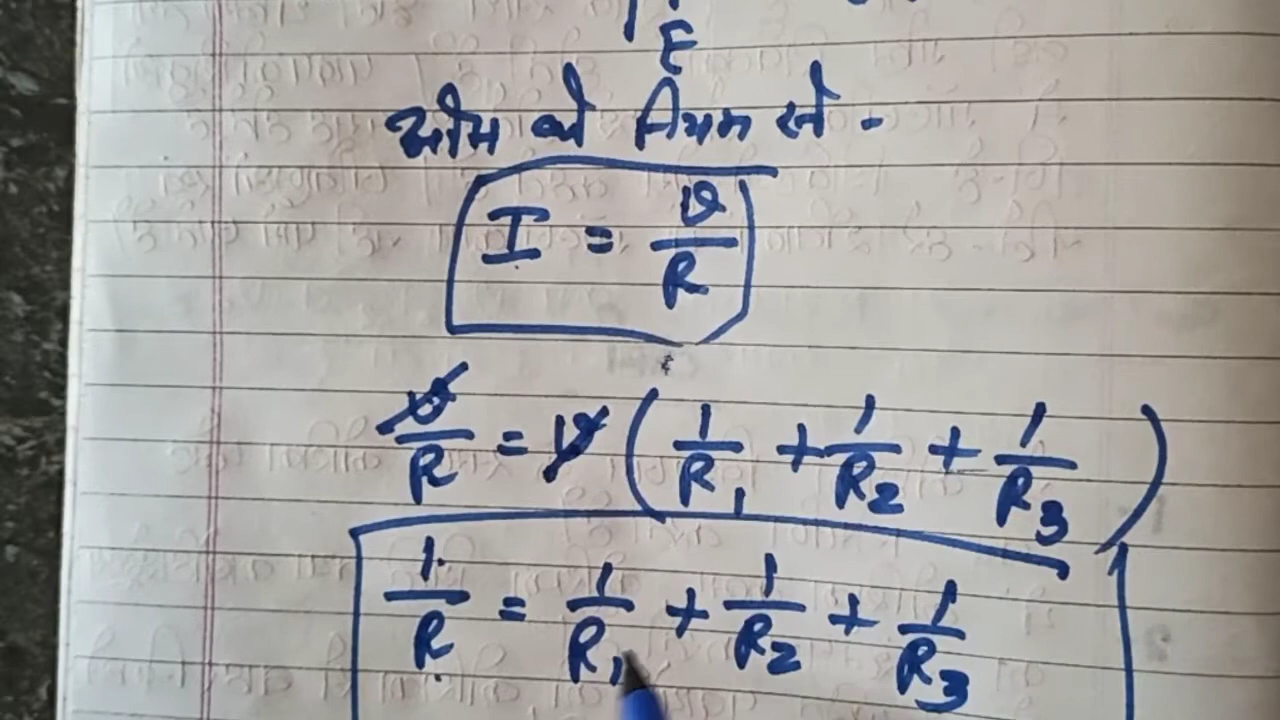 E
ओम के नियम से -
I = v/R
v/R = v ( 1/R₁ + 1/R₂ + 1/R₃ )
1/R = 1/R₁ + 1/R₂ + 1/R₃